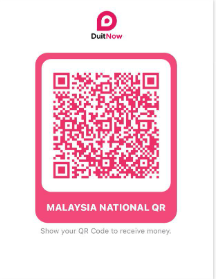 DuitNow
MALAYSIA NATIONAL QR
Show your QR Code to receive money.